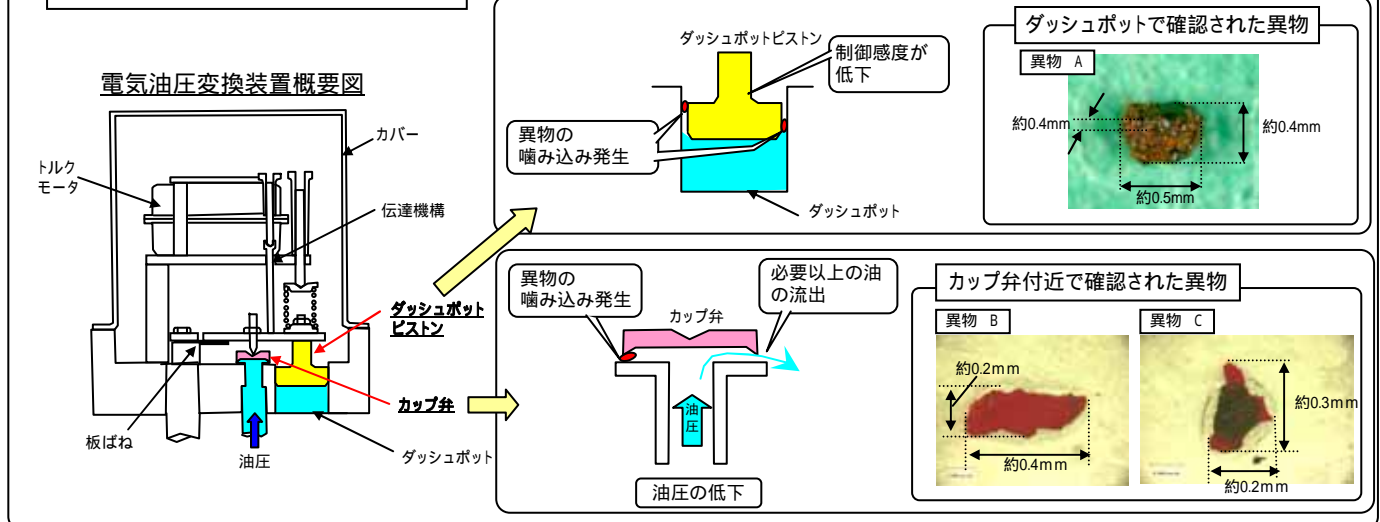 電気油圧変換装置概要図
カバー
トルク
モータ
伝達機構
ダッシュポット
ピストン
カップ弁
板ばね
油圧
ダッシュポット
ダッシュポットピストン
制御感度が
低下
異物の
噛み込み発生
ダッシュポット
ダッシュポットで確認された異物
異物 A
約0.4mm
約0.4mm
約0.5mm
異物の
噛み込み発生
カップ弁
必要以上の油
の流出
油
圧
油圧の低下
カップ弁付近で確認された異物
異物 B
約0.2mm
約0.4mm
異物 C
約0.3mm
約0.2mm